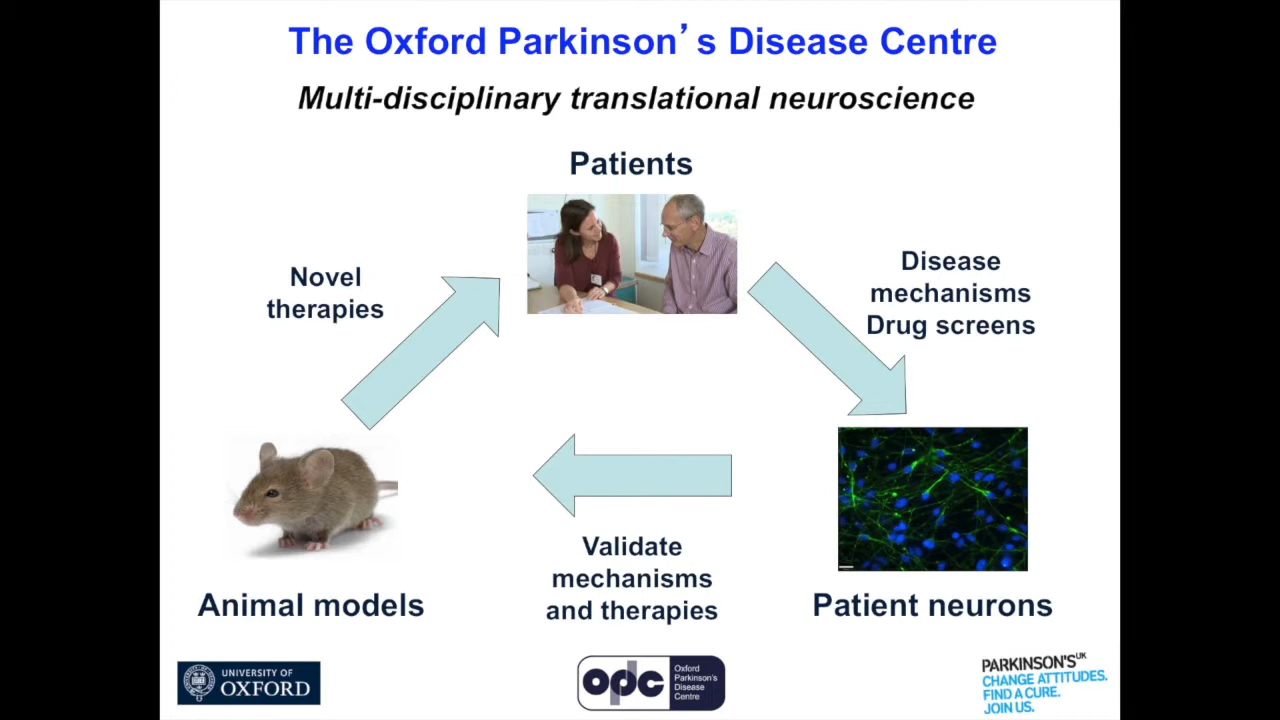 The Oxford Parkinson’s Disease Centre
Multi-disciplinary translational neuroscience
Patients
Novel
therapies
Disease
mechanisms
Drug screens
Validate
mechanisms
and therapies
Animal models
Patient neurons
UNIVERSITY OF
OXFORD
opdc
Oxford
Parkinson's
Disease
Centre
PARKINSON'S UK
CHANGE ATTITUDES.
FIND A CURE.
JOIN US.